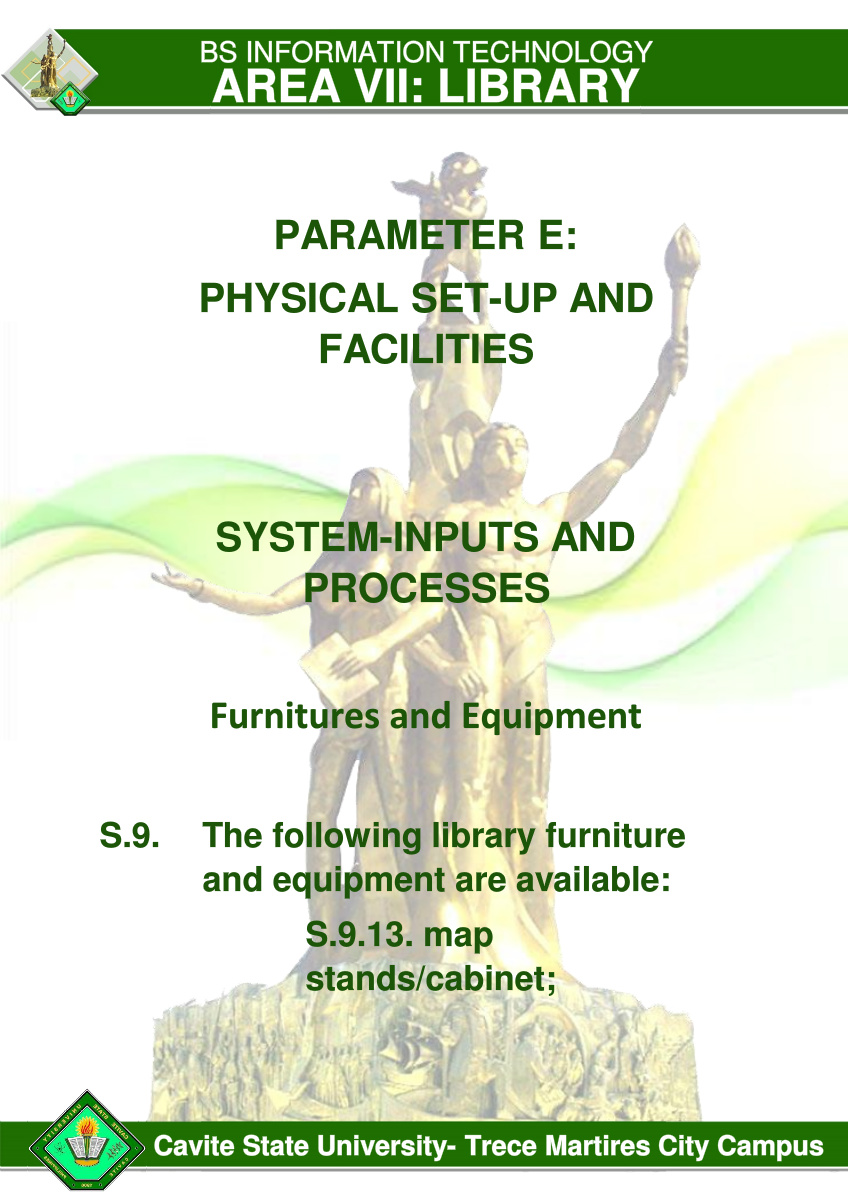 BS INFORMATION TECHNOLOGY
AREA VII: LIBRARY
PARAMETER E:
PHYSICAL SET-UP AND
FACILITIES
SYSTEM-INPUTS AND
PROCESSES
Furnitures and Equipment
S.9. The following library furniture
and equipment are available:
S.9.13. map
stands/cabinet;
Cavite State University- Trece Martires City Campus